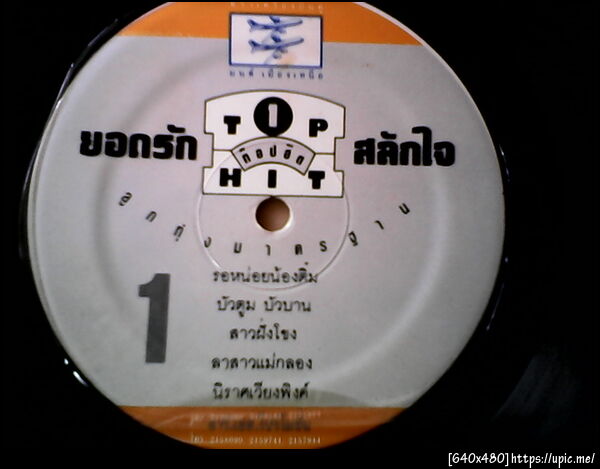 มนต์เมืองเหนือ
ยอดรัก
TOP
ท็อปฮิต
HIT
สลักใจ
ลูกทุ่งมาตรฐาน
1
รอหน่อยน้องติ๋ม
บัวตูม บัวบาน
สาวฝั่งโขง
ลาสาวแม่กลอง
นิราศเวียงพิงค์
[640x480]https://upic.me/